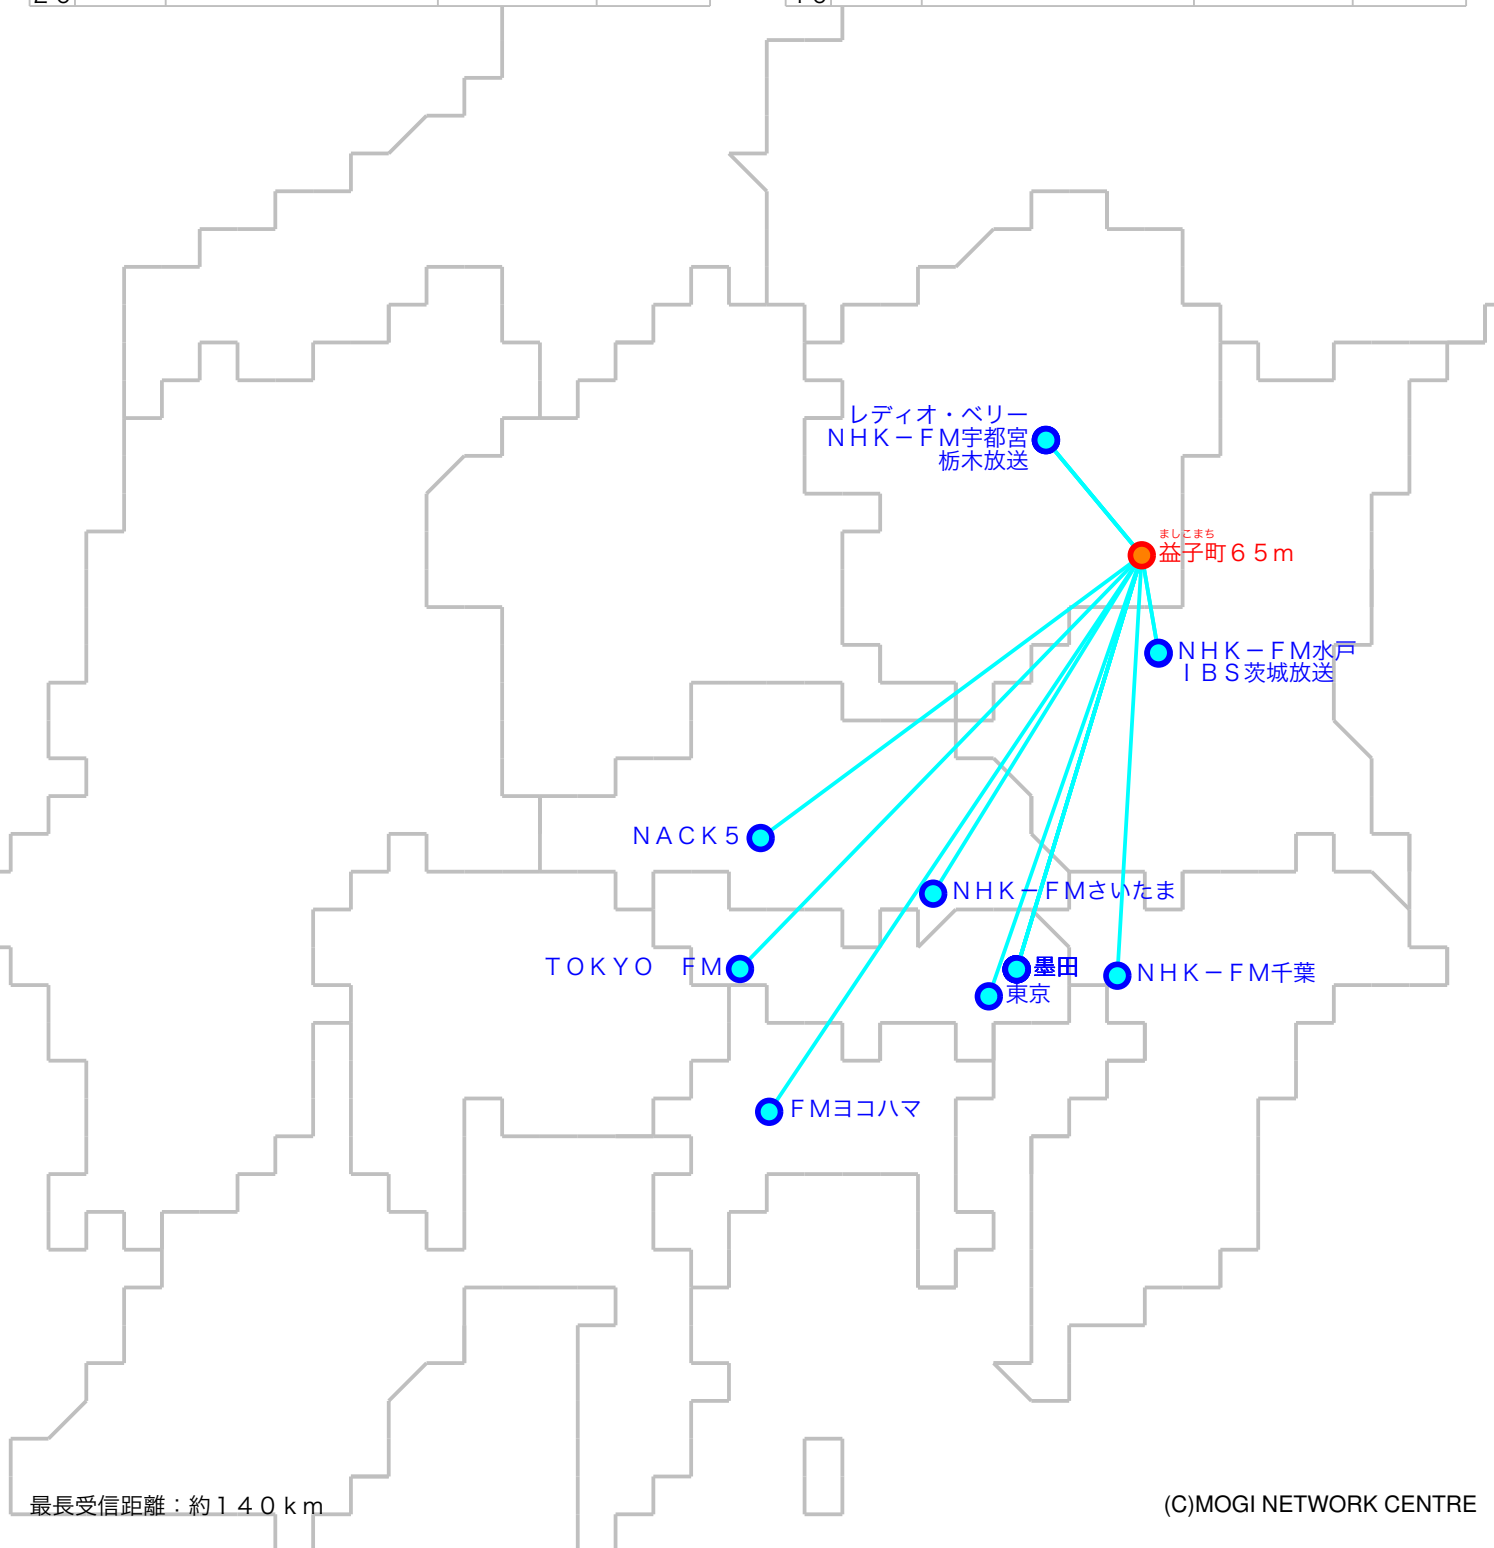 レディオ・ベリー
ＮＨＫ－ＦＭ宇都宮
栃木放送
ましこまち
益子町６５ｍ
ＮＨＫ－ＦＭ水戸
ＩＢＳ茨城放送
ＮＡＣＫ５
ＮＨＫ－ＦＭさいたま
ＴＯＫＹＯ　ＦＭ
墨田
ＮＨＫ－ＦＭ千葉
東京
ＦＭヨコハマ
最長受信距離：約１４０ｋｍ
(C)MOGI NETWORK CENTRE